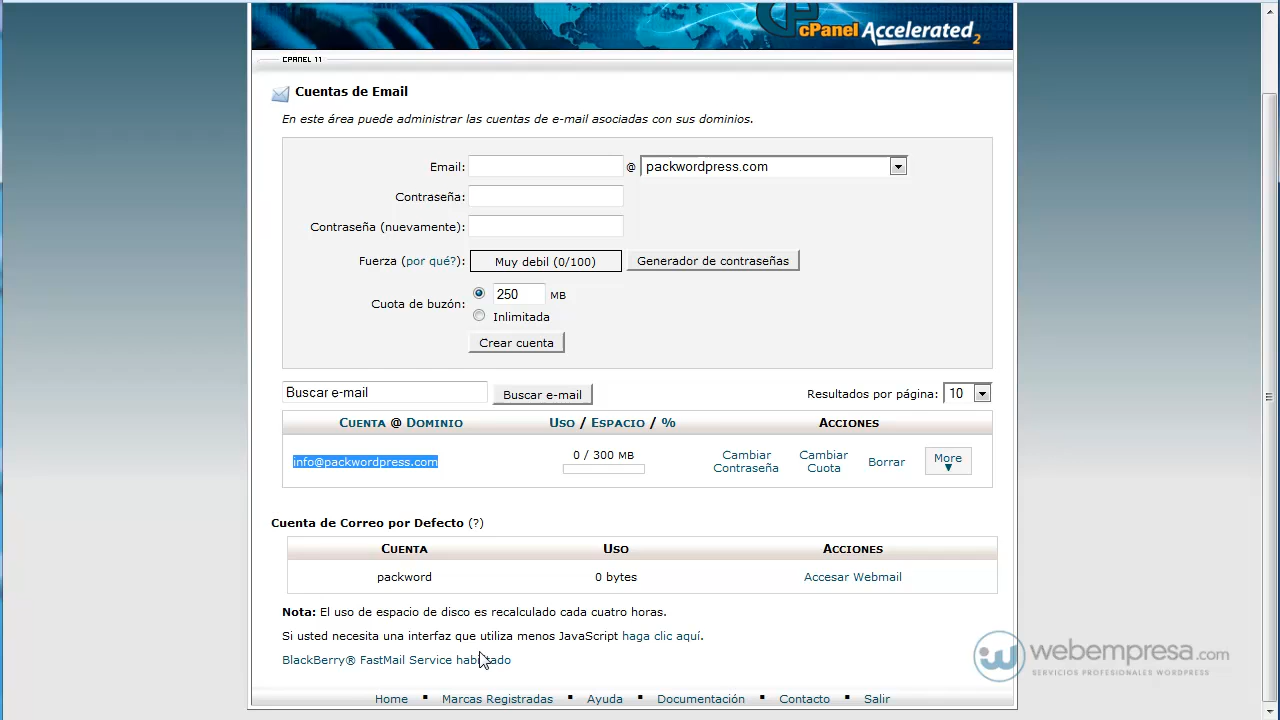 cPanel Accelerated2
CPANEL 11
Cuentas de Email
En este área puede administrar las cuentas de e-mail asociadas con sus dominios.
Email: @ packwordpress.com
Contraseña:
Contraseña (nuevamente):
Fuerza (por qué?): Muy debil (0/100) Generador de contraseñas
Cuota de buzón: 250 MB
Inlimitada
Crear cuenta
Buscar e-mail Buscar e-mail Resultados por página: 10
CUENTA @ DOMINIO USO / ESPACIO / % ACCIONES
info@packwordpress.com 0 / 300 MB Cambiar Contraseña Cambiar Cuota Borrar More
Cuenta de Correo por Defecto (?)
CUENTA USO ACCIONES
packword 0 bytes Accesar Webmail
Nota: El uso de espacio de disco es recalculado cada cuatro horas.
Si usted necesita una interfaz que utiliza menos JavaScript haga clic aquí.
BlackBerry® FastMail Service habilitado
webempresa.com
SERVICIOS PROFESIONALES WORDPRESS
Home ▪ Marcas Registradas ▪ Ayuda ▪ Documentación ▪ Contacto ▪ Salir